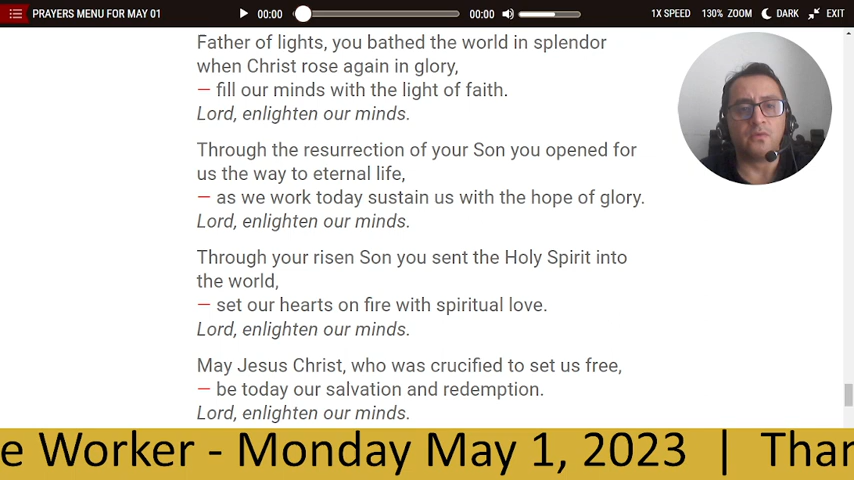 PRAYERS MENU FOR MAY 01 00:00 00:00 1X SPEED 130% ZOOM DARK EXIT
Father of lights, you bathed the world in splendor
when Christ rose again in glory,
— fill our minds with the light of faith.
Lord, enlighten our minds.
Through the resurrection of your Son you opened for
us the way to eternal life,
— as we work today sustain us with the hope of glory.
Lord, enlighten our minds.
Through your risen Son you sent the Holy Spirit into
the world,
— set our hearts on fire with spiritual love.
Lord, enlighten our minds.
May Jesus Christ, who was crucified to set us free,
— be today our salvation and redemption.
Lord, enlighten our minds.
e Worker - Monday May 1, 2023 | Than